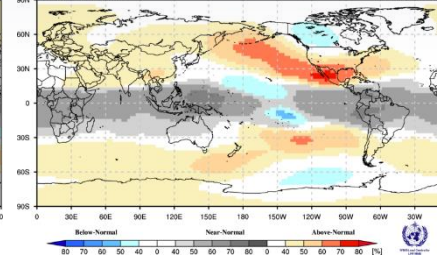 90N
60N
30N
0
30S
60S
90S
0 30E 60E 90E 120E 150E 180 150W 120W 90W 60W 30W
Below-Normal Near-Normal Above-Normal
80 70 60 50 40 0 40 50 60 70 80 0 40 50 60 70 80 [%]